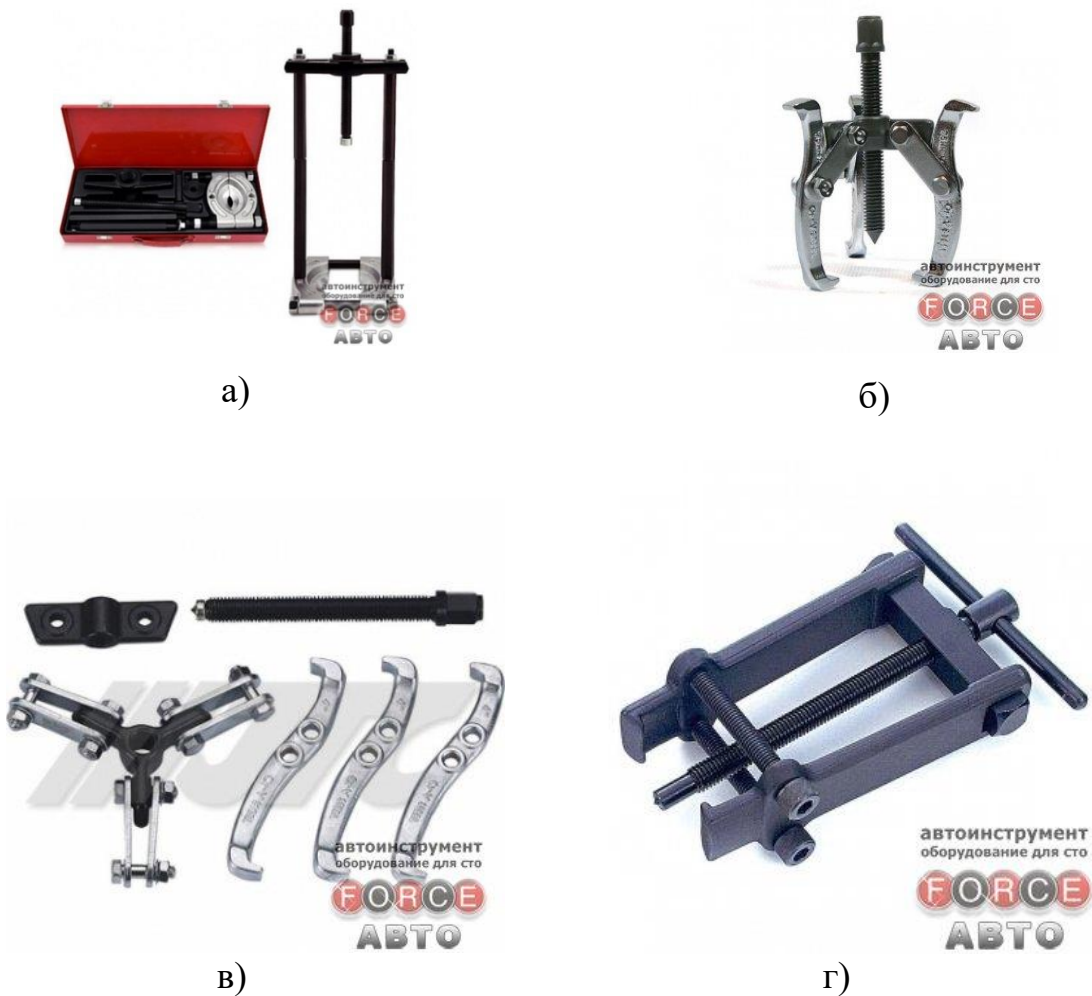 автоинструмент
оборудование для сто
FORCE
АВТО
а)
автоинструмент
оборудование для сто
FORCE
АВТО
б)
JTC
автоинструмент
оборудование для сто
FORCE
АВТО
в)
автоинструмент
оборудование для сто
FORCE
АВТО
г)